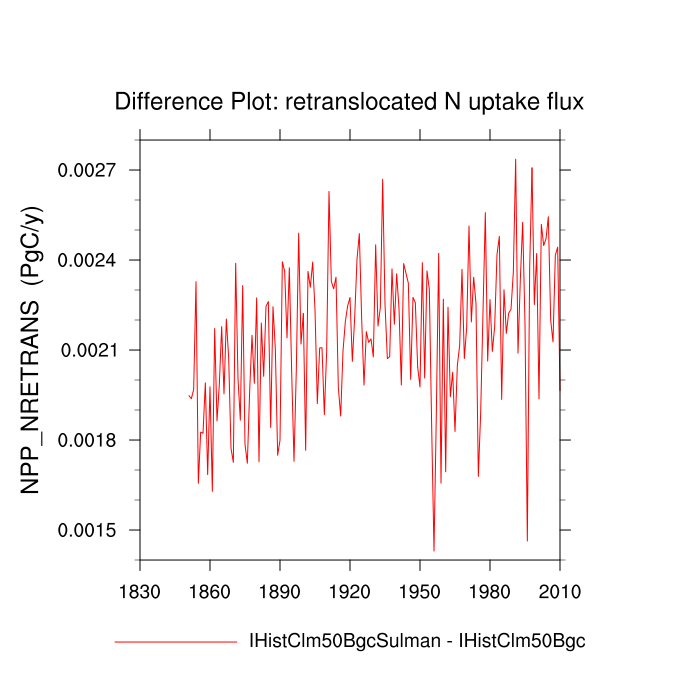 Difference Plot: retranslocated N uptake flux
NPP_NRETRANS (PgC/y)
0.0027
0.0024
0.0021
0.0018
0.0015
1830 1860 1890 1920 1950 1980 2010
IHistClm50BgcSulman - IHistClm50Bgc